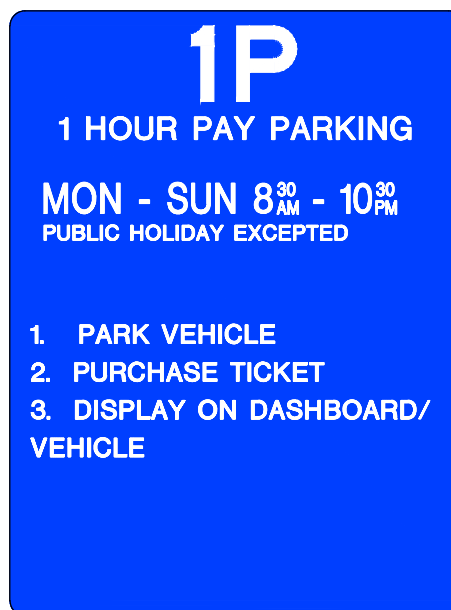 1P
1 HOUR PAY PARKING
MON - SUN 8 30 AM - 10 30 PM
PUBLIC HOLIDAY EXCEPTED
1. PARK VEHICLE
2. PURCHASE TICKET
3. DISPLAY ON DASHBOARD/
VEHICLE